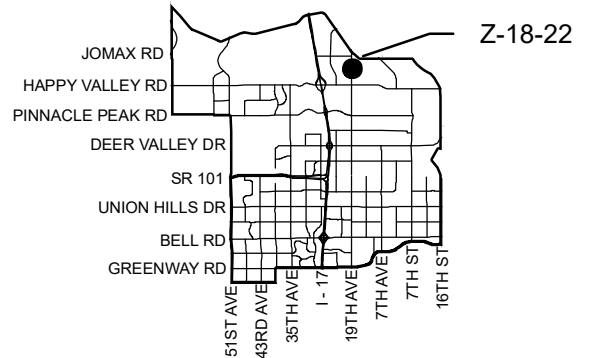 Z-18-22
JOMAX RD
HAPPY VALLEY RD
PINNACLE PEAK RD
DEER VALLEY DR
SR 101
UNION HILLS DR
BELL RD
GREENWAY RD
51ST AVE
43RD AVE
35TH AVE
I - 17
19TH AVE
7TH AVE
7TH ST
16TH ST